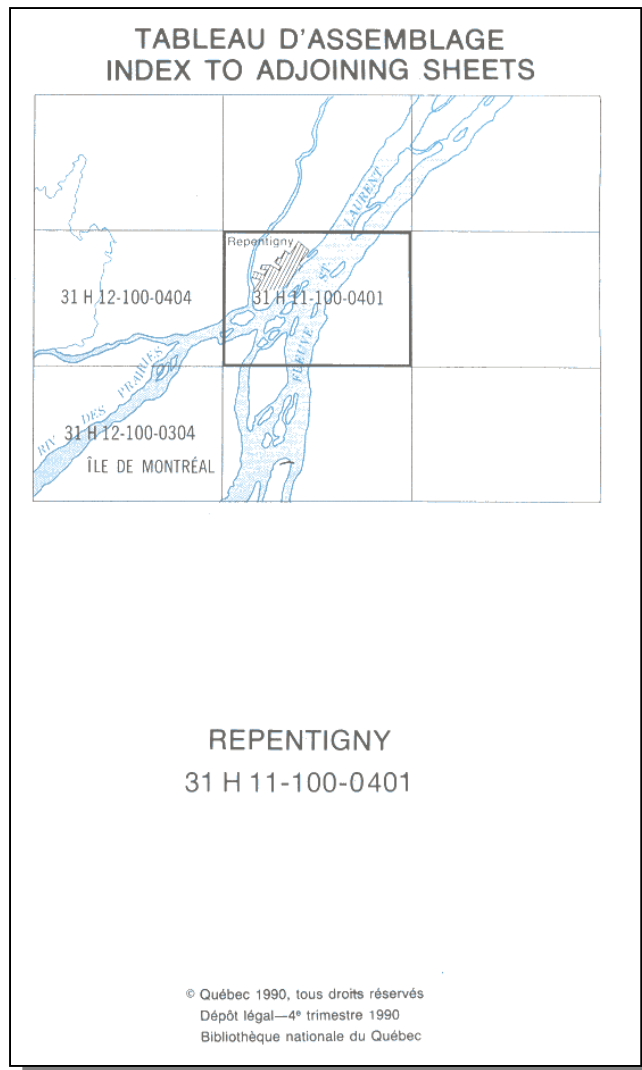 TABLEAU D'ASSEMBLAGE
INDEX TO ADJOINING SHEETS
LAURENT
Repentigny
ST
31 H 12-100-0404
31 H 11-100-0401
FLEUVE
RIV DES PRAIRIES
31 H 12-100-0304
ÎLE DE MONTRÉAL
REPENTIGNY
31 H 11-100-0401
© Québec 1990, tous droits réservés
Dépôt légal—4e trimestre 1990
Bibliothèque nationale du Québec